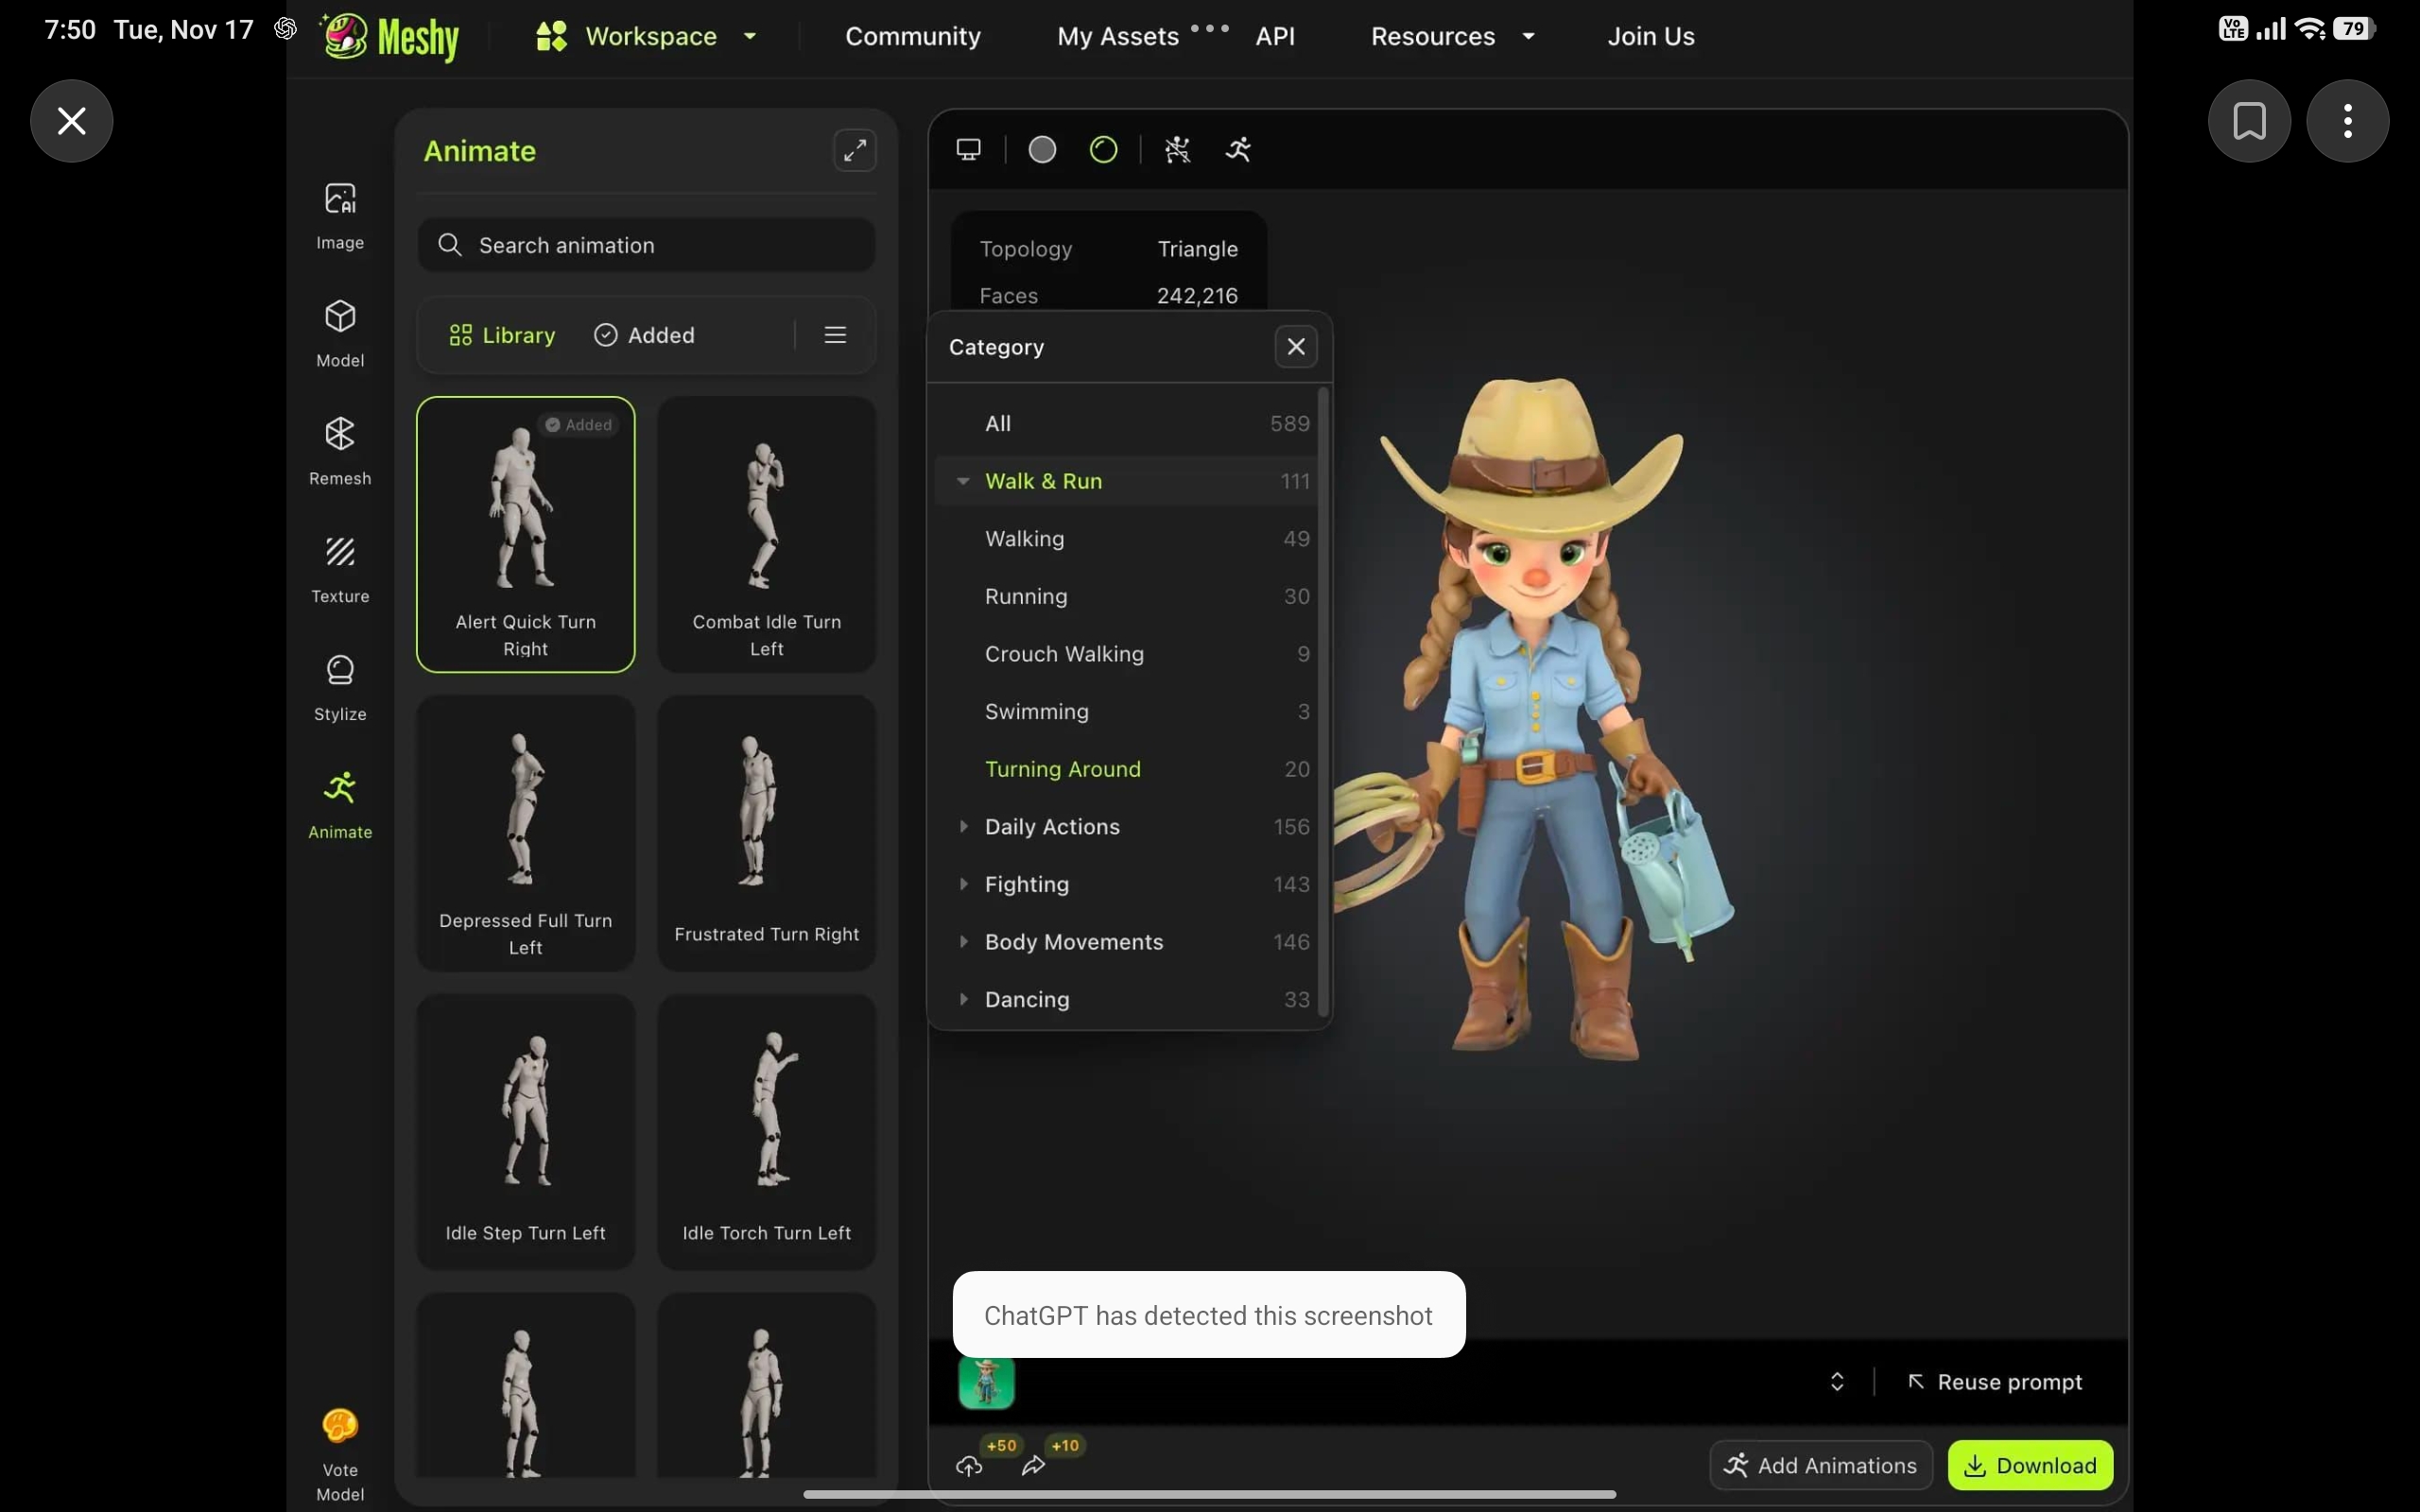 7:50 Tue, Nov 17
Vo LTE 79
Meshy
Workspace
Community
My Assets
API
Resources
Join Us
Image
Model
Remesh
Texture
Stylize
Animate
Vote
Model
Animate
Search animation
Library
Added
Added
Alert Quick Turn
Right
Combat Idle Turn
Left
Depressed Full Turn
Left
Frustrated Turn Right
Idle Step Turn Left
Idle Torch Turn Left
Topology Triangle
Faces 242,216
Category
All 589
Walk & Run 111
Walking 49
Running 30
Crouch Walking 9
Swimming 3
Turning Around 20
Daily Actions 156
Fighting 143
Body Movements 146
Dancing 33
ChatGPT has detected this screenshot
Reuse prompt
+50
+10
Add Animations
Download